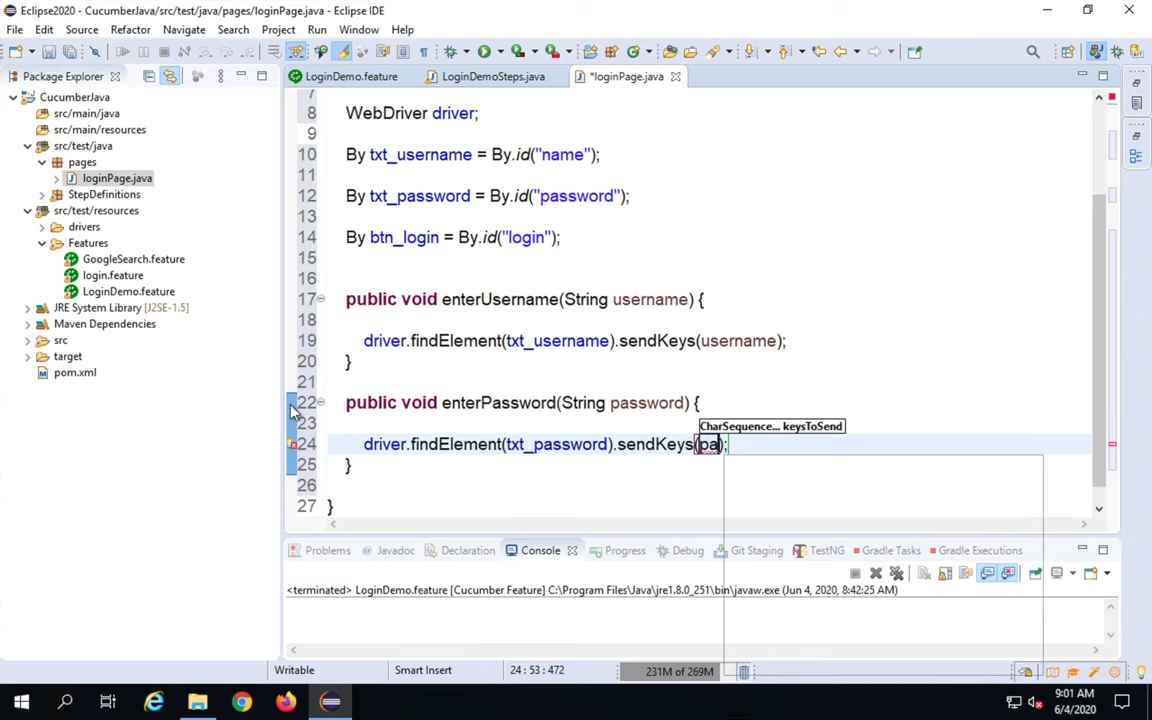 Eclipse2020 - CucumberJava/src/test/java/pages/loginPage.java - Eclipse IDE
File Edit Source Refactor Navigate Search Project Run Window Help
Package Explorer
LoginDemo.feature
LoginDemoSteps.java
*loginPage.java
CucumberJava
src/main/java
src/main/resources
src/test/java
pages
loginPage.java
StepDefinitions
src/test/resources
drivers
Features
GoogleSearch.feature
login.feature
LoginDemo.feature
JRE System Library [J2SE-1.5]
Maven Dependencies
src
target
pom.xml
7
8 WebDriver driver;
9
10 By txt_username = By.id("name");
11
12 By txt_password = By.id("password");
13
14 By btn_login = By.id("login");
15
16
17 public void enterUsername(String username) {
18
19 driver.findElement(txt_username).sendKeys(username);
20 }
21
22 public void enterPassword(String password) {
23
CharSequence... keysToSend
24 driver.findElement(txt_password).sendKeys(pa);
25 }
26
27 }
Problems Javadoc Declaration Console Progress Debug Git Staging TestNG Gradle Tasks Gradle Executions
<terminated> LoginDemo.feature [Cucumber Feature] C:\Program Files\Java\jre1.8.0_251\bin\javaw.exe (Jun 4, 2020, 8:42:25 AM)
Writable Smart Insert 24 : 53 : 472 231M of 269M
9:01 AM
6/4/2020